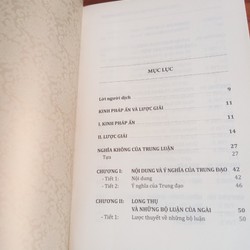 MỤC LỤC
Lời người dịch 9
KINH PHÁP ẤN VÀ LƯỢC GIẢI 11
I. KINH PHÁP ẤN 11
II. LƯỢC GIẢI 14
NGHĨA KHÔNG CỦA TRUNG LUẬN 27
Tựa 27
CHƯƠNG I: NỘI DUNG VÀ Ý NGHĨA CỦA TRUNG ĐẠO 42
- Tiết 1: Nội dung 42
- Tiết 2: Ý nghĩa của Trung đạo 46
CHƯƠNG II: LONG THỌ
VÀ NHỮNG BỘ LUẬN CỦA NGÀI 50
- Tiết 2: Lược thuyết về những bộ luận 50